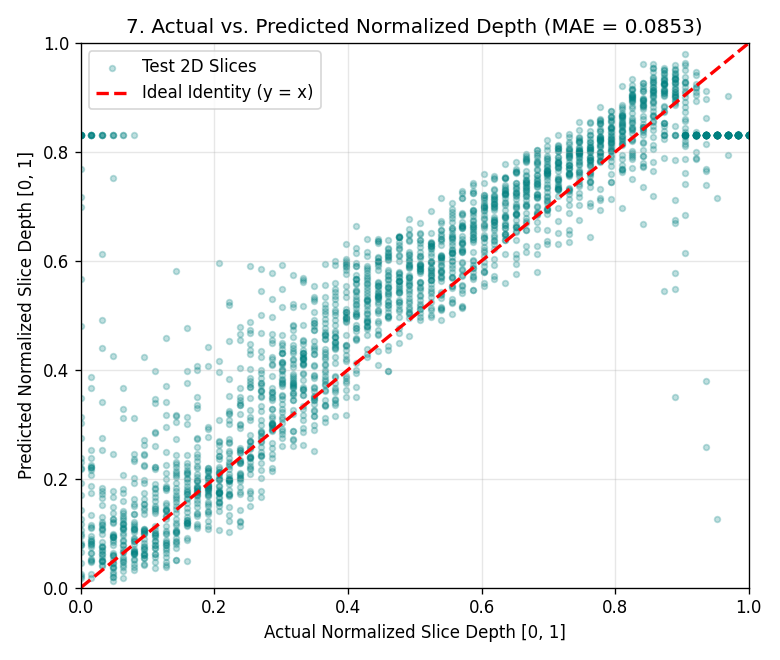 7. Actual vs. Predicted Normalized Depth (MAE = 0.0853)
Test 2D Slices
Ideal Identity (y = x)
1.0
0.8
0.6
0.4
0.2
0.0
Predicted Normalized Slice Depth [0, 1]
0.0 0.2 0.4 0.6 0.8 1.0
Actual Normalized Slice Depth [0, 1]